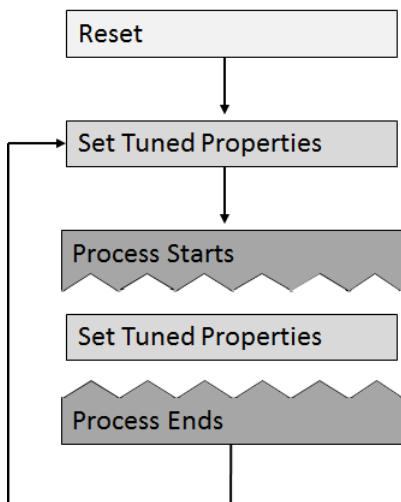 Reset
Set Tuned Properties
Process Starts
Set Tuned Properties
Process Ends